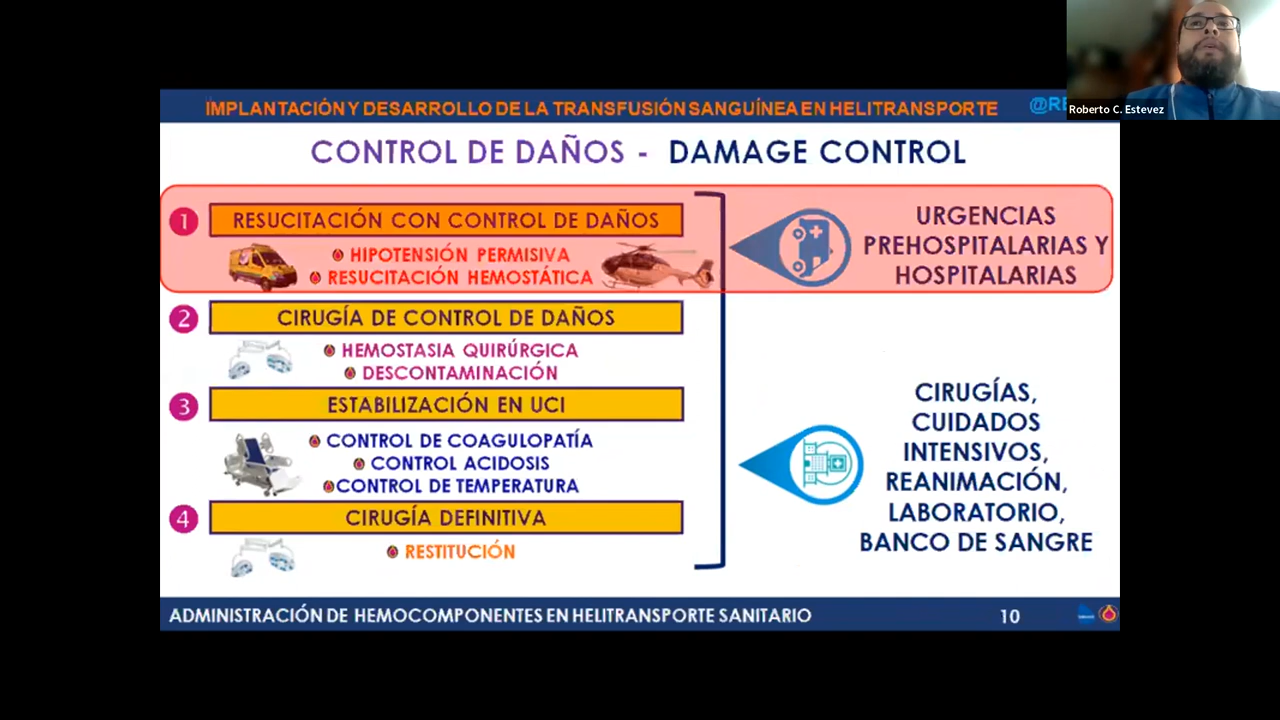 IMPLANTACIÓN Y DESARROLLO DE LA TRANSFUSIÓN SANGUÍNEA EN HELITRANSPORTE
@RE
Roberto C. Estevez
CONTROL DE DAÑOS - DAMAGE CONTROL
1 RESUCITACIÓN CON CONTROL DE DAÑOS
HIPOTENSIÓN PERMISIVA
RESUCITACIÓN HEMOSTÁTICA
URGENCIAS
PREHOSPITALARIAS Y
HOSPITALARIAS
2 CIRUGÍA DE CONTROL DE DAÑOS
HEMOSTASIA QUIRÚRGICA
DESCONTAMINACIÓN
3 ESTABILIZACIÓN EN UCI
CONTROL DE COAGULOPATÍA
CONTROL ACIDOSIS
CONTROL DE TEMPERATURA
4 CIRUGÍA DEFINITIVA
RESTITUCIÓN
CIRUGÍAS,
CUIDADOS
INTENSIVOS,
REANIMACIÓN,
LABORATORIO,
BANCO DE SANGRE
ADMINISTRACIÓN DE HEMOCOMPONENTES EN HELITRANSPORTE SANITARIO
10